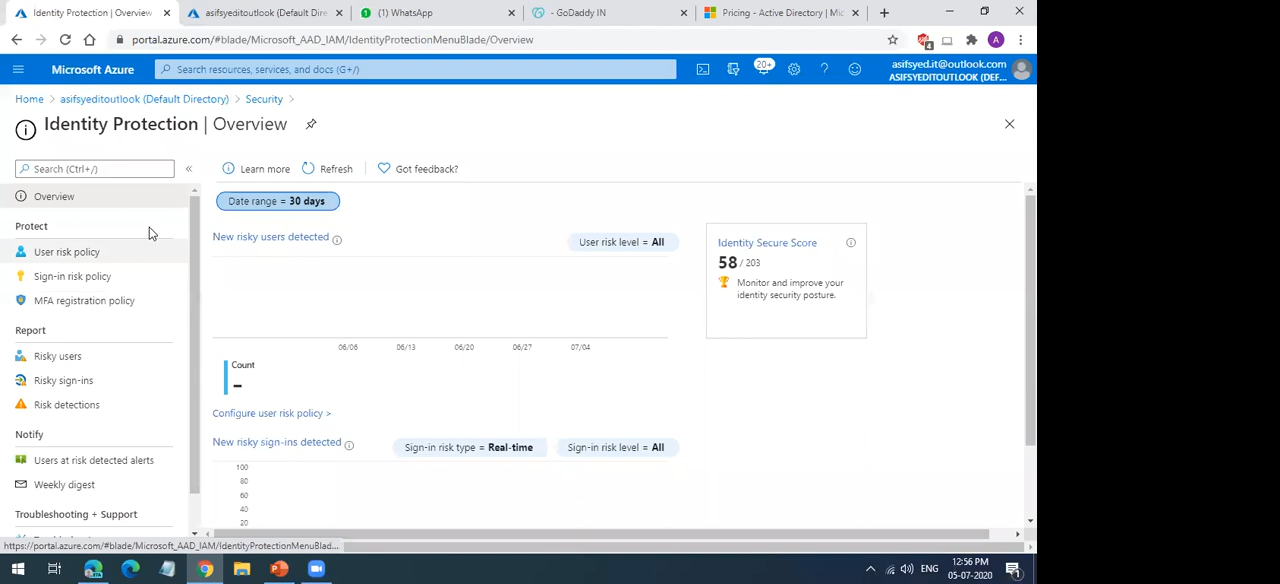 Identity Protection | Overview
asifsyedoutlook (Default Dire
WhatsApp
- GoDaddy IN
Pricing - Active Directory | Mic
portal.azure.com/#blade/Microsoft_AAD_IAM/IdentityProtectionMenuBlade/Overview
4
A
Microsoft Azure
Search resources, services, and docs (G+/)
20+
asifsyed.it@outlook.com
ASIFSYEDITOUTLOOK (DEF...
Home > asifsyeditoutlook (Default Directory) > Security >
Identity Protection | Overview
Search (Ctrl+/)
«
Learn more
Refresh
Got feedback?
Overview
Protect
User risk policy
Sign-in risk policy
MFA registration policy
Report
Risky users
Risky sign-ins
Risk detections
Notify
Users at risk detected alerts
Weekly digest
Troubleshooting + Support
Date range = 30 days
New risky users detected
User risk level = All
06/06
06/13
06/20
06/27
07/04
Count
--
Configure user risk policy >
New risky sign-ins detected
Sign-in risk type = Real-time
Sign-in risk level = All
100
80
60
40
20
Identity Secure Score
58 / 203
Monitor and improve your
identity security posture.
https://portal.azure.com/#blade/Microsoft_AAD_IAM/IdentityProtectionMenuBlad...
ENG
12:56 PM
05-07-2020
1